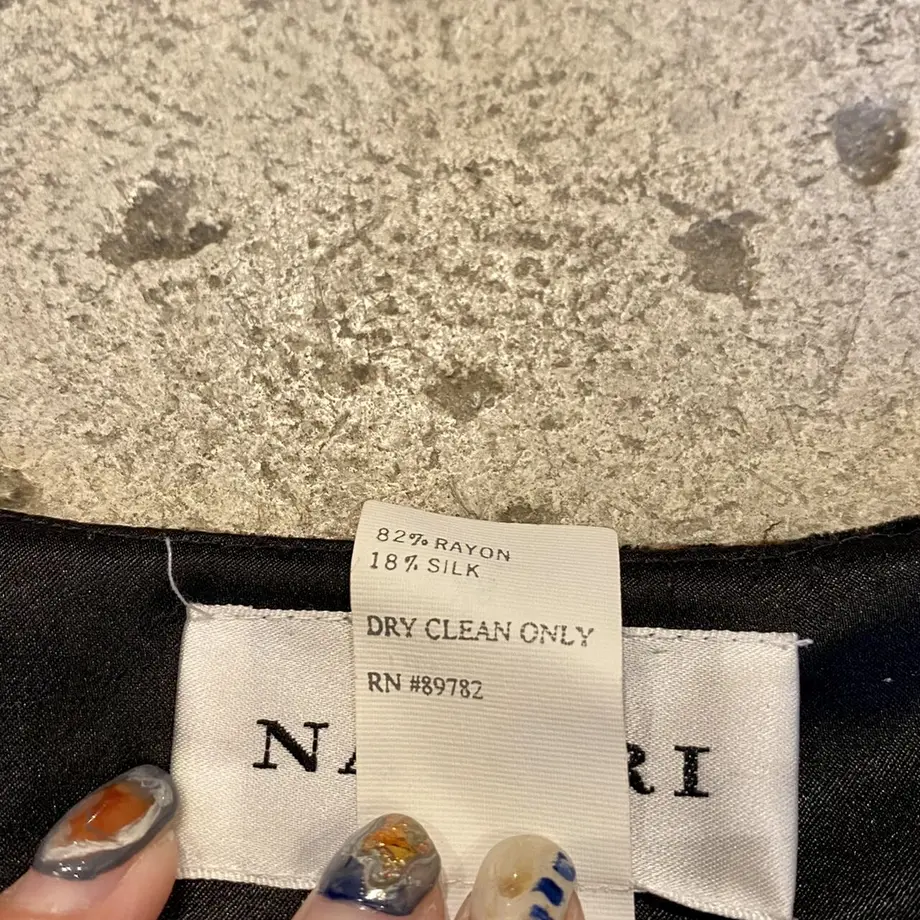 82% RAYON
18% SILK
DRY CLEAN ONLY
RN #89782